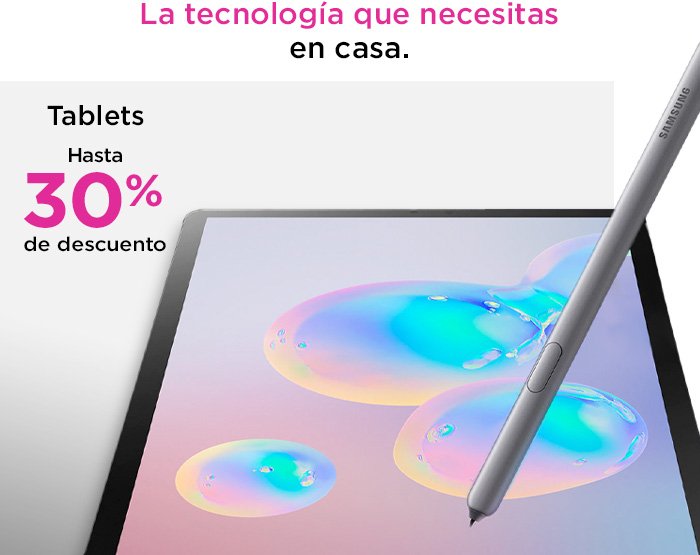 La tecnología que necesitas
en casa.
Tablets
Hasta
30%
de descuento
SAMSUNG